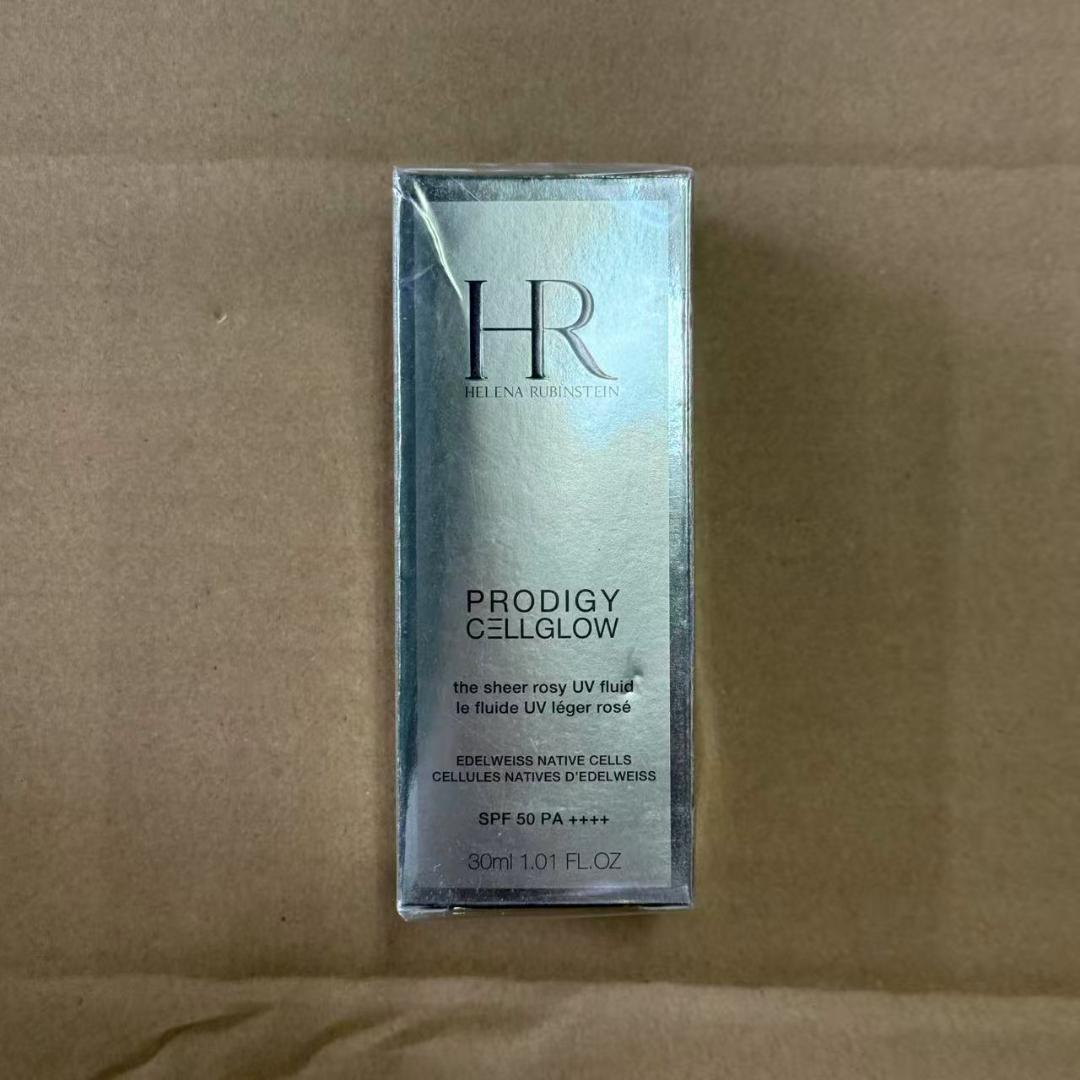 HR
HELENA RUBINSTEIN
PRODIGY
CELLGLOW
the sheer rosy UV fluid
le fluide UV léger rosé
EDELWEISS NATIVE CELLS
CELLULES NATIVES D'EDELWEISS
SPF 50 PA ++++
30ml 1.01 FL.OZ